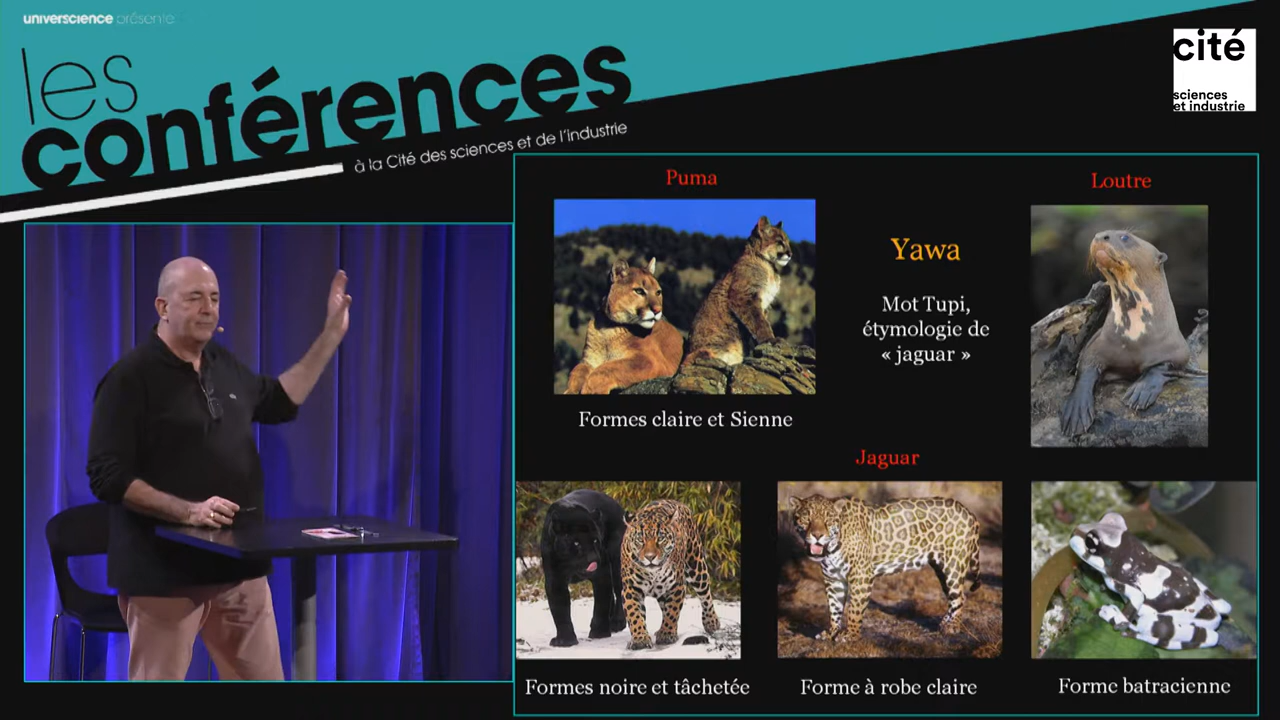 universcience présente
les
conférences
à la Cité des sciences et de l'industrie
cité
sciences
et industrie
Puma
Loutre
Yawa
Mot Tupi,
étymologie de
« jaguar »
Formes claire et Sienne
Jaguar
Formes noire et tâchetée
Forme à robe claire
Forme batracienne